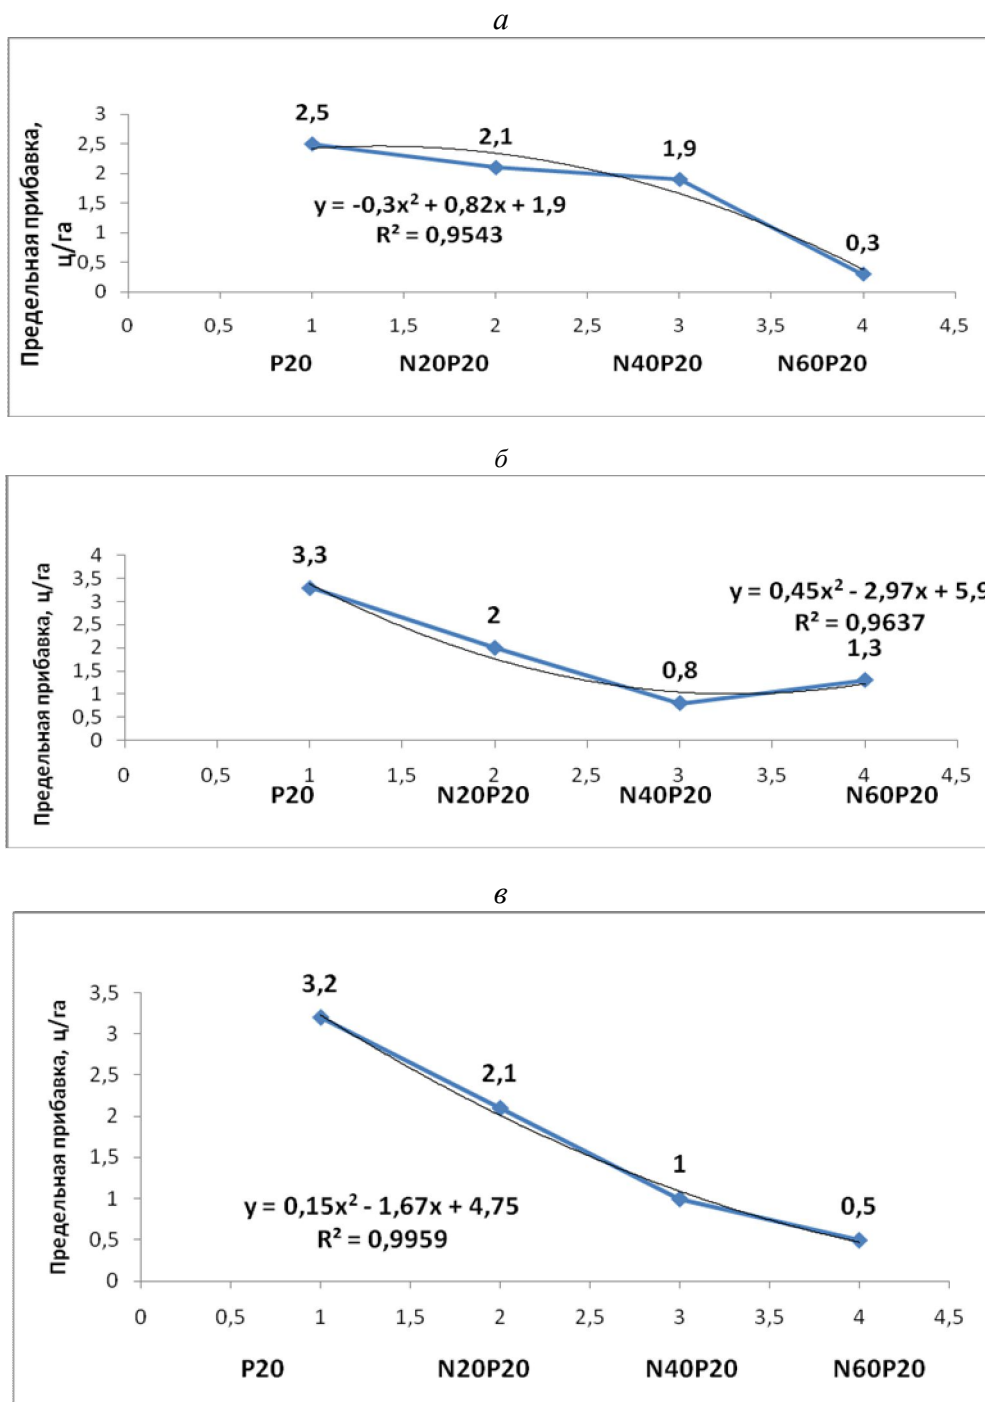 а
Предельная прибавка,
ц/га
3
2,5
2
1,5
1
0,5
0
2,5
2,1
1,9
0,3
y = -0,3x² + 0,82x + 1,9
R² = 0,9543
0 0,5 1 1,5 2 2,5 3 3,5 4 4,5
P20 N20P20 N40P20 N60P20
б
Предельная прибавка, ц/га
4
3,5
3
2,5
2
1,5
1
0,5
0
3,3
2
0,8
1,3
y = 0,45x² - 2,97x + 5,9
R² = 0,9637
0 0,5 1 1,5 2 2,5 3 3,5 4 4,5
P20 N20P20 N40P20 N60P20
в
Предельная прибавка, ц/га
3,5
3
2,5
2
1,5
1
0,5
0
3,2
2,1
1
0,5
y = 0,15x² - 1,67x + 4,75
R² = 0,9959
0 0,5 1 1,5 2 2,5 3 3,5 4 4,5
P20 N20P20 N40P20 N60P20